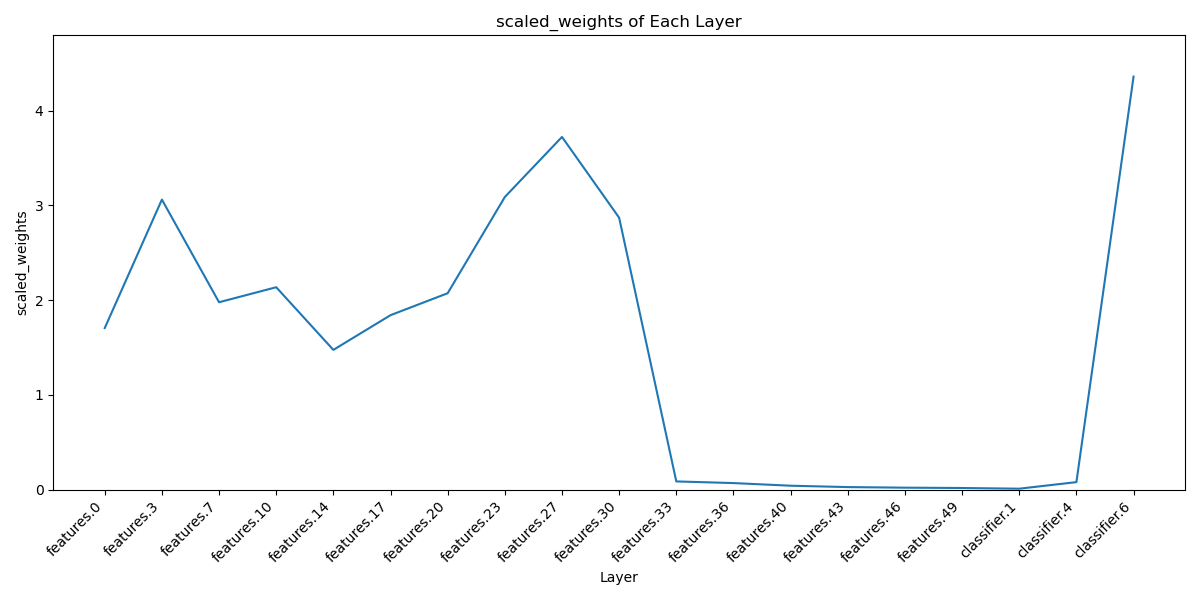 scaled_weights of Each Layer
scaled_weights
4
3
2
1
0
features.0
features.3
features.7
features.10
features.14
features.17
features.20
features.23
features.27
features.30
features.33
features.36
features.40
features.43
features.46
features.49
classifier.1
classifier.4
classifier.6
Layer